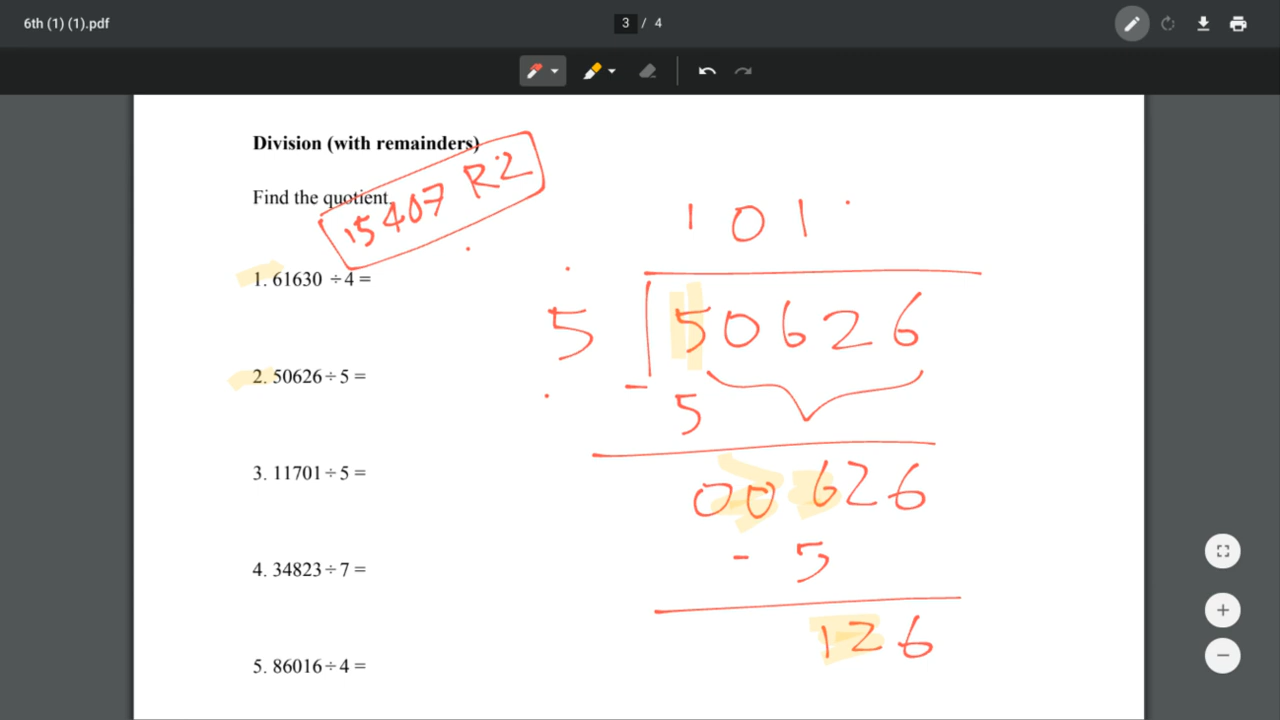 6th (1) (1).pdf
3 / 4
Division (with remainders)
Find the quotient.
15407 R2
1. 61630 ÷ 4 =
2. 50626 ÷ 5 =
3. 11701 ÷ 5 =
4. 34823 ÷ 7 =
5. 86016 ÷ 4 =
101
5 50626
- 5
00626
- 5
126